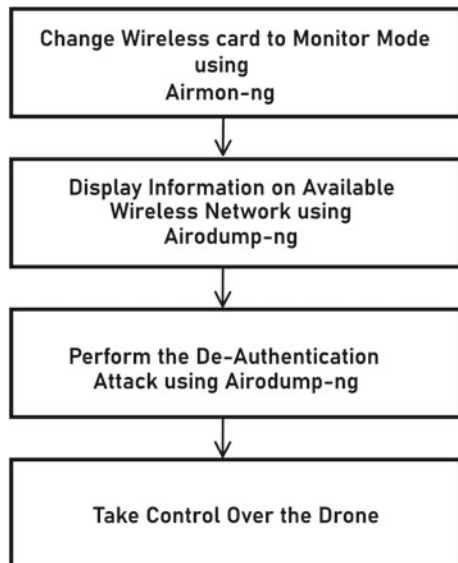 Change Wireless card to Monitor Mode
using
Airmon-ng
Display Information on Available
Wireless Network using
Airodump-ng
Perform the De-Authentication
Attack using Airodump-ng
Take Control Over the Drone